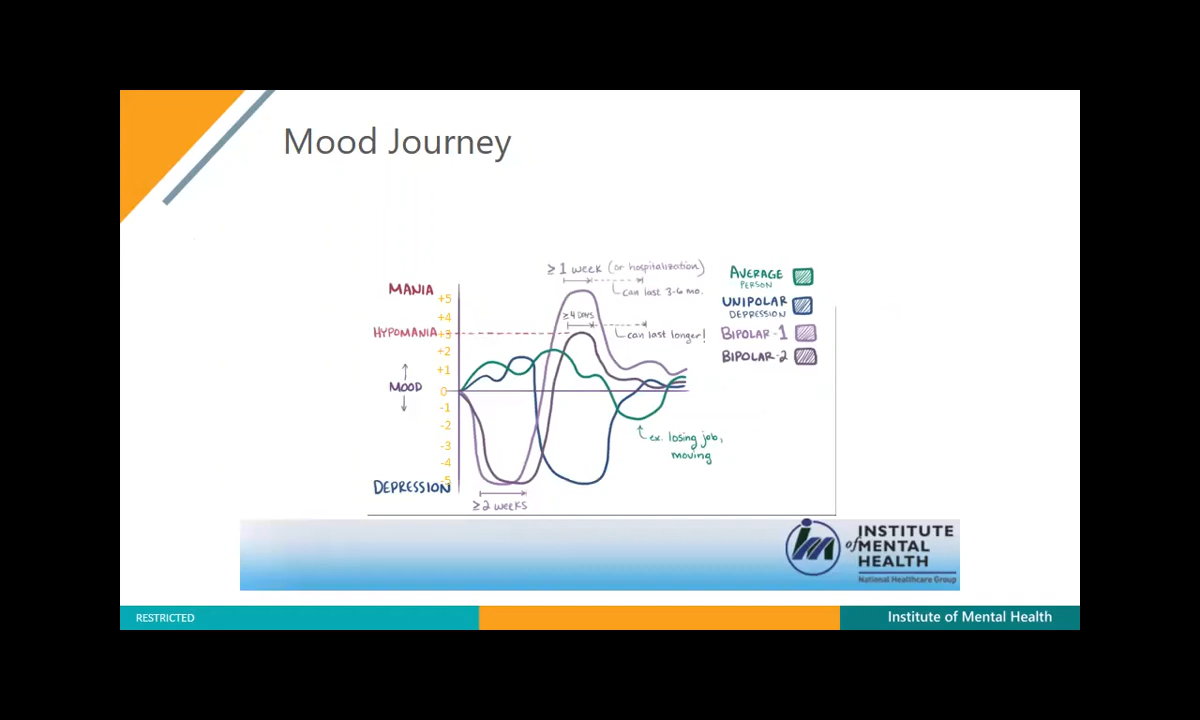 Mood Journey
≥ 1 WEEK (or hospitalization)
can last 3-6 mo.
≥4 DAYS
can last longer!
MANIA
HYPOMANIA
MOOD
DEPRESSION
+5
+4
+3
+2
+1
0
-1
-2
-3
-4
-5
≥2 WEEKS
ex. losing job,
moving
AVERAGE
PERSON
UNIPOLAR
DEPRESSION
BIPOLAR-1
BIPOLAR-2
INSTITUTE
of MENTAL
HEALTH
National Healthcare Group
RESTRICTED
Institute of Mental Health